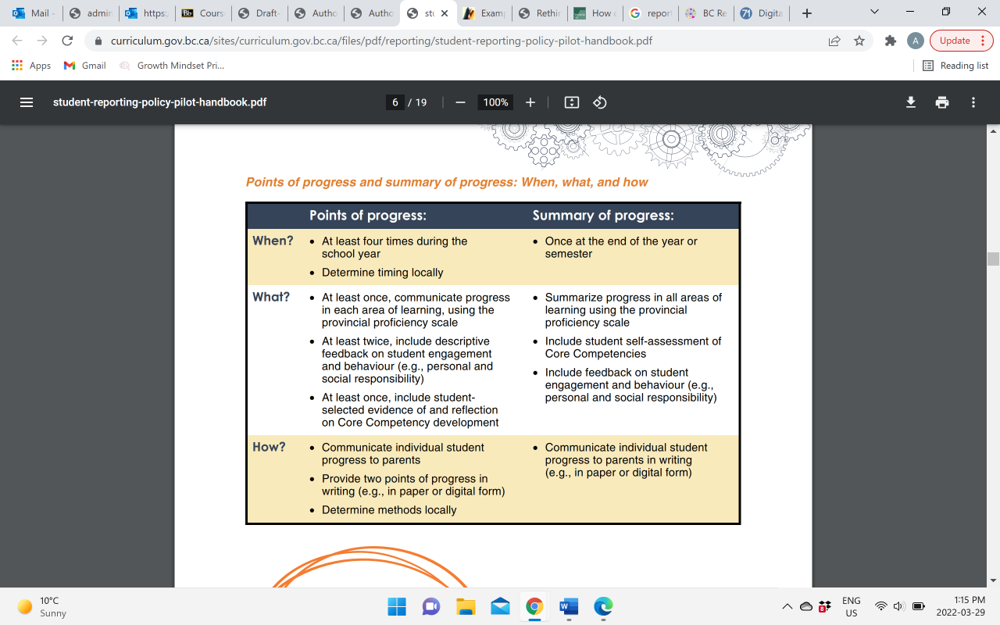 Mail -
admin
https:/
Bb Cours
Draft-
Autho
Autho
stu
Examp
Rethin
How c
G report
BC Re
71 Digita
curriculum.gov.bc.ca/sites/curriculum.gov.bc.ca/files/pdf/reporting/student-reporting-policy-pilot-handbook.pdf
A
Update
Apps
Gmail
Growth Mindset Pri...
Reading list
student-reporting-policy-pilot-handbook.pdf
6 / 19
100%
Points of progress and summary of progress: When, what, and how
Points of progress:
Summary of progress:
When?
• At least four times during the
school year
• Determine timing locally
• Once at the end of the year or
semester
What?
• At least once, communicate progress
in each area of learning, using the
provincial proficiency scale
• At least twice, include descriptive
feedback on student engagement
and behaviour (e.g., personal and
social responsibility)
• At least once, include student-
selected evidence of and reflection
on Core Competency development
• Summarize progress in all areas of
learning using the provincial
proficiency scale
• Include student self-assessment of
Core Competencies
• Include feedback on student
engagement and behaviour (e.g.,
personal and social responsibility)
How?
• Communicate individual student
progress to parents
• Provide two points of progress in
writing (e.g., in paper or digital form)
• Determine methods locally
• Communicate individual student
progress to parents in writing
(e.g., in paper or digital form)
10°C
Sunny
8
ENG
US
1:15 PM
2022-03-29